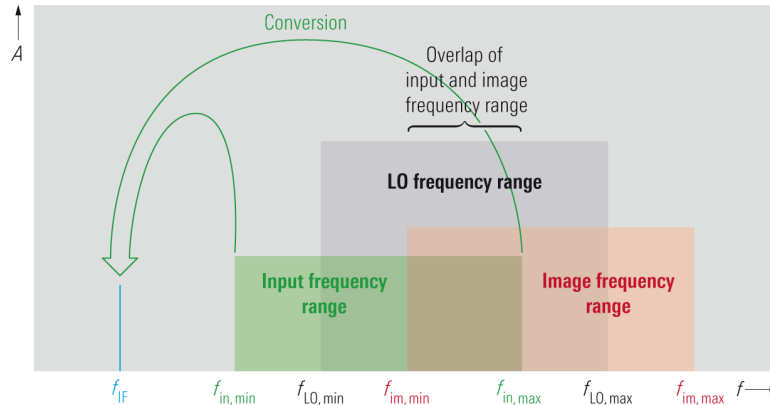 Conversion
A
Overlap of
input and image
frequency range
LO frequency range
Input frequency
range
Image frequency
range
fIF
fin, min
fLO, min
fim, min
fin, max
fLO, max
fim, max
f